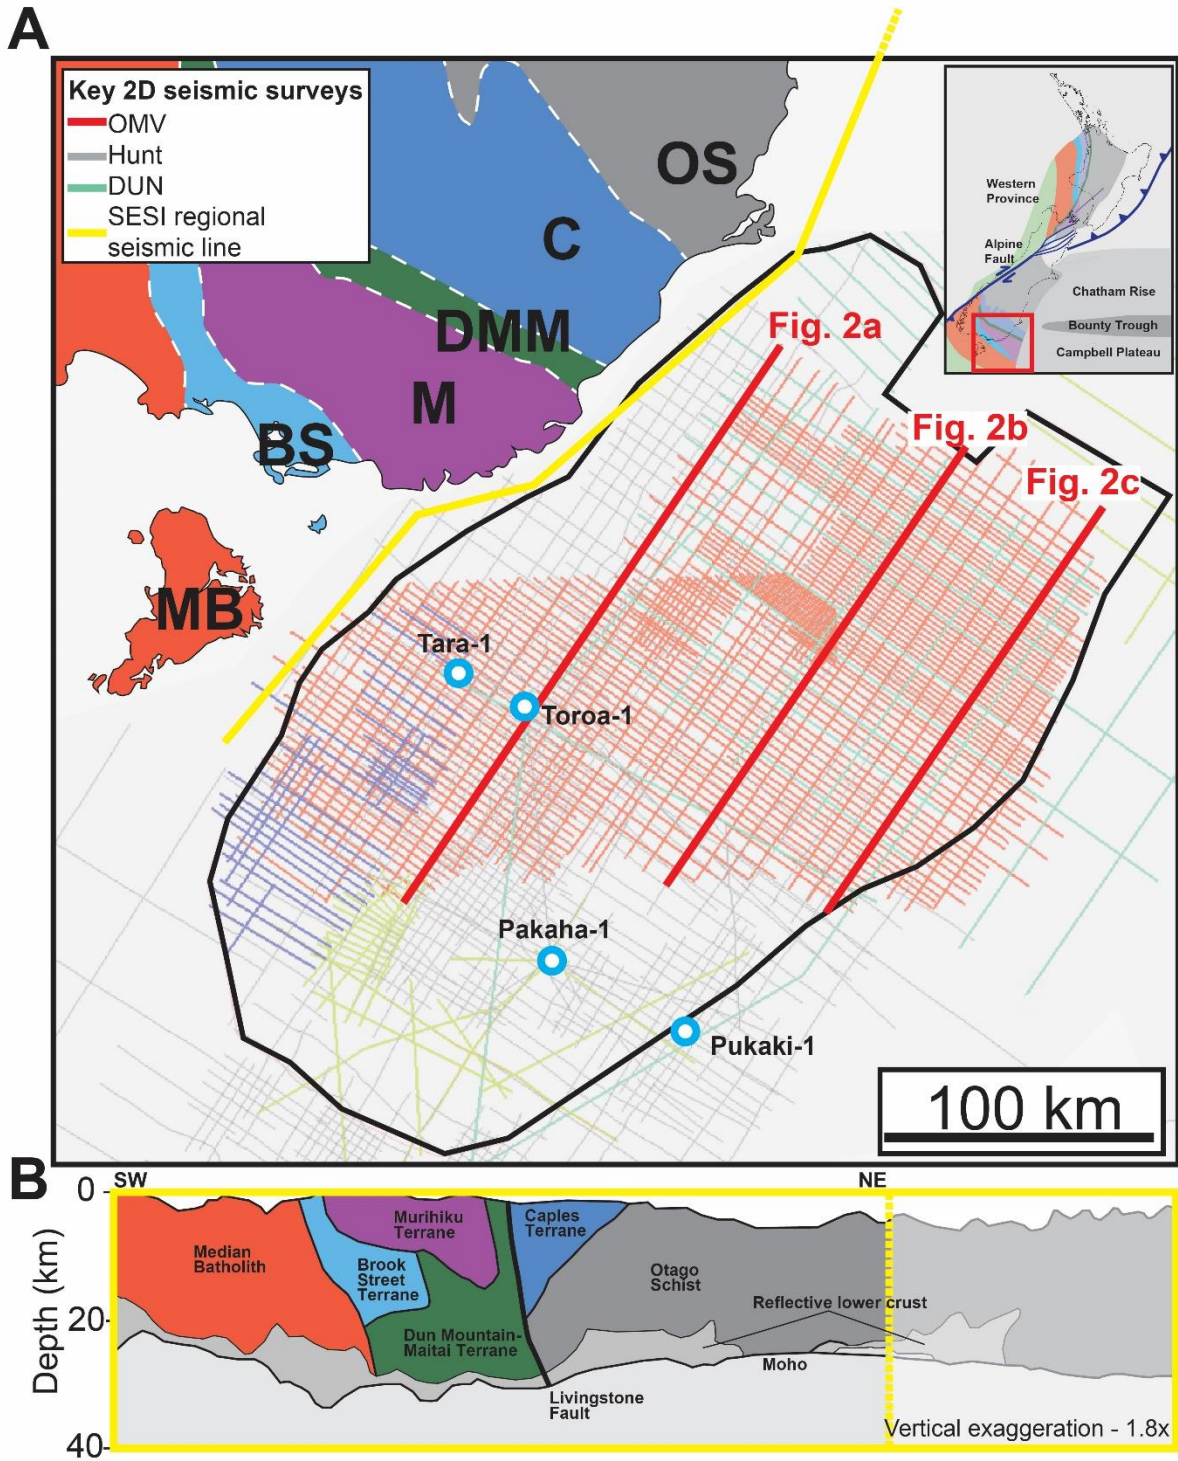 A
Key 2D seismic surveys
OMV
Hunt
DUN
SESI regional
seismic line
OS
C
DMM
M
BS
MB
Western
Province
Alpine
Fault
Chatham Rise
Bounty Trough
Campbell Plateau
Fig. 2a
Fig. 2b
Fig. 2c
Tara-1
Toroa-1
Pakaha-1
Pukaki-1
100 km
B
SW
NE
0
20
40
Depth (km)
Median
Batholith
Brook
Street
Terrane
Murihiku
Terrane
Dun Mountain-
Maitai Terrane
Caples
Terrane
Otago
Schist
Reflective lower crust
Moho
Livingstone
Fault
Vertical exaggeration - 1.8x